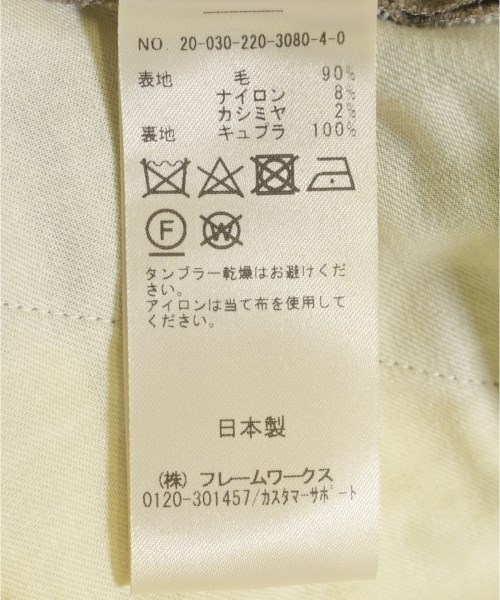 NO. 20-030-220-3080-4-0
表地 毛 90%
ナイロン 8%
カシミヤ 2%
裏地 キュプラ 100%
F W
タンブラー乾燥はお避けくだ
さい。
アイロンは当て布を使用して
ください。
日本製
(株) フレームワークス
0120-301457/カスタマーサポート